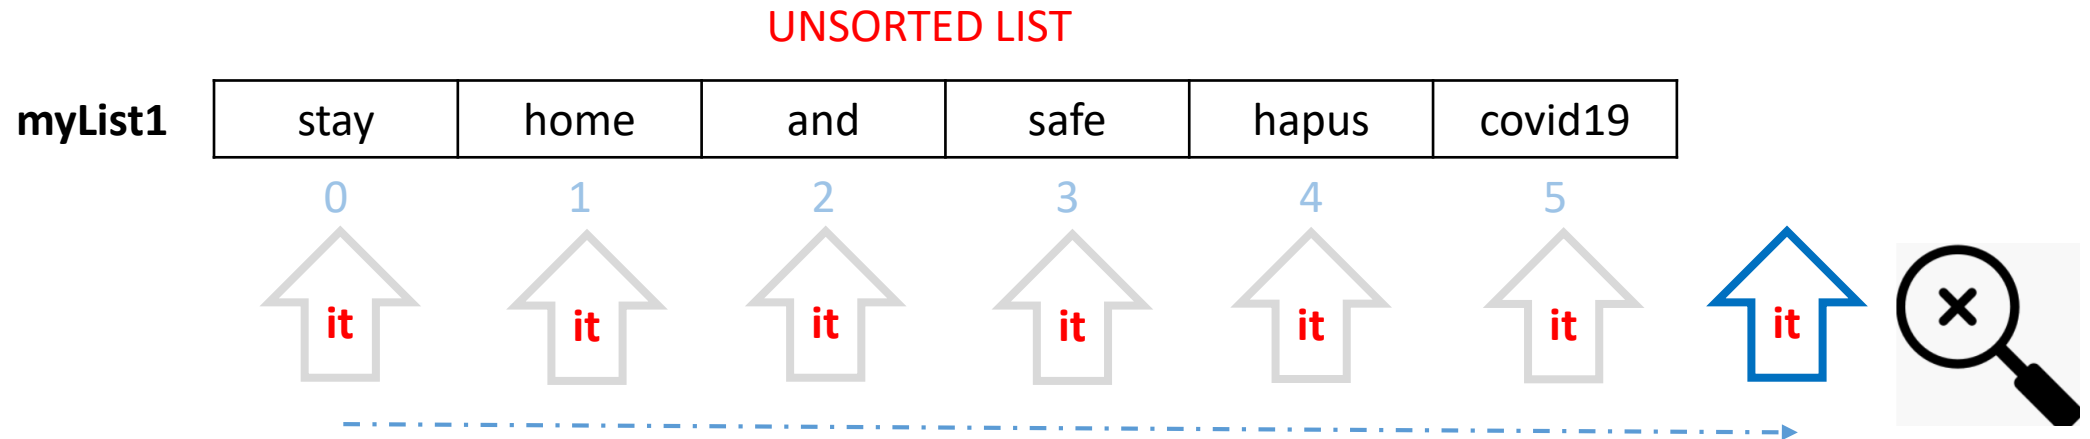 UNSORTED LIST
myList1 stay home and safe hapus covid19
0 1 2 3 4 5
it it it it it it it